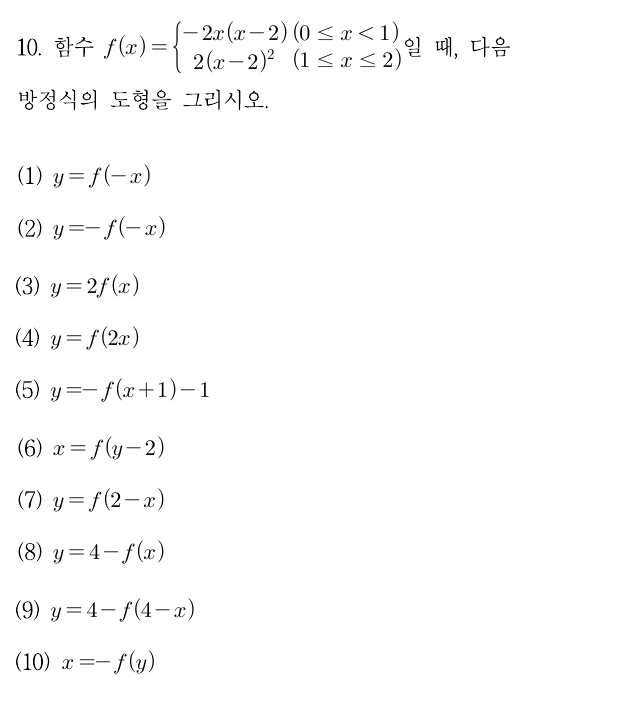 10. 함수 f(x)={-2x(x-2) (0≤x<1)
2(x-2)² (1≤x≤2) 일 때, 다음
방정식의 도형을 그리시오.
(1) y=f(-x)
(2) y=-f(-x)
(3) y=2f(x)
(4) y=f(2x)
(5) y=-f(x+1)-1
(6) x=f(y-2)
(7) y=f(2-x)
(8) y=4-f(x)
(9) y=4-f(4-x)
(10) x=-f(y)